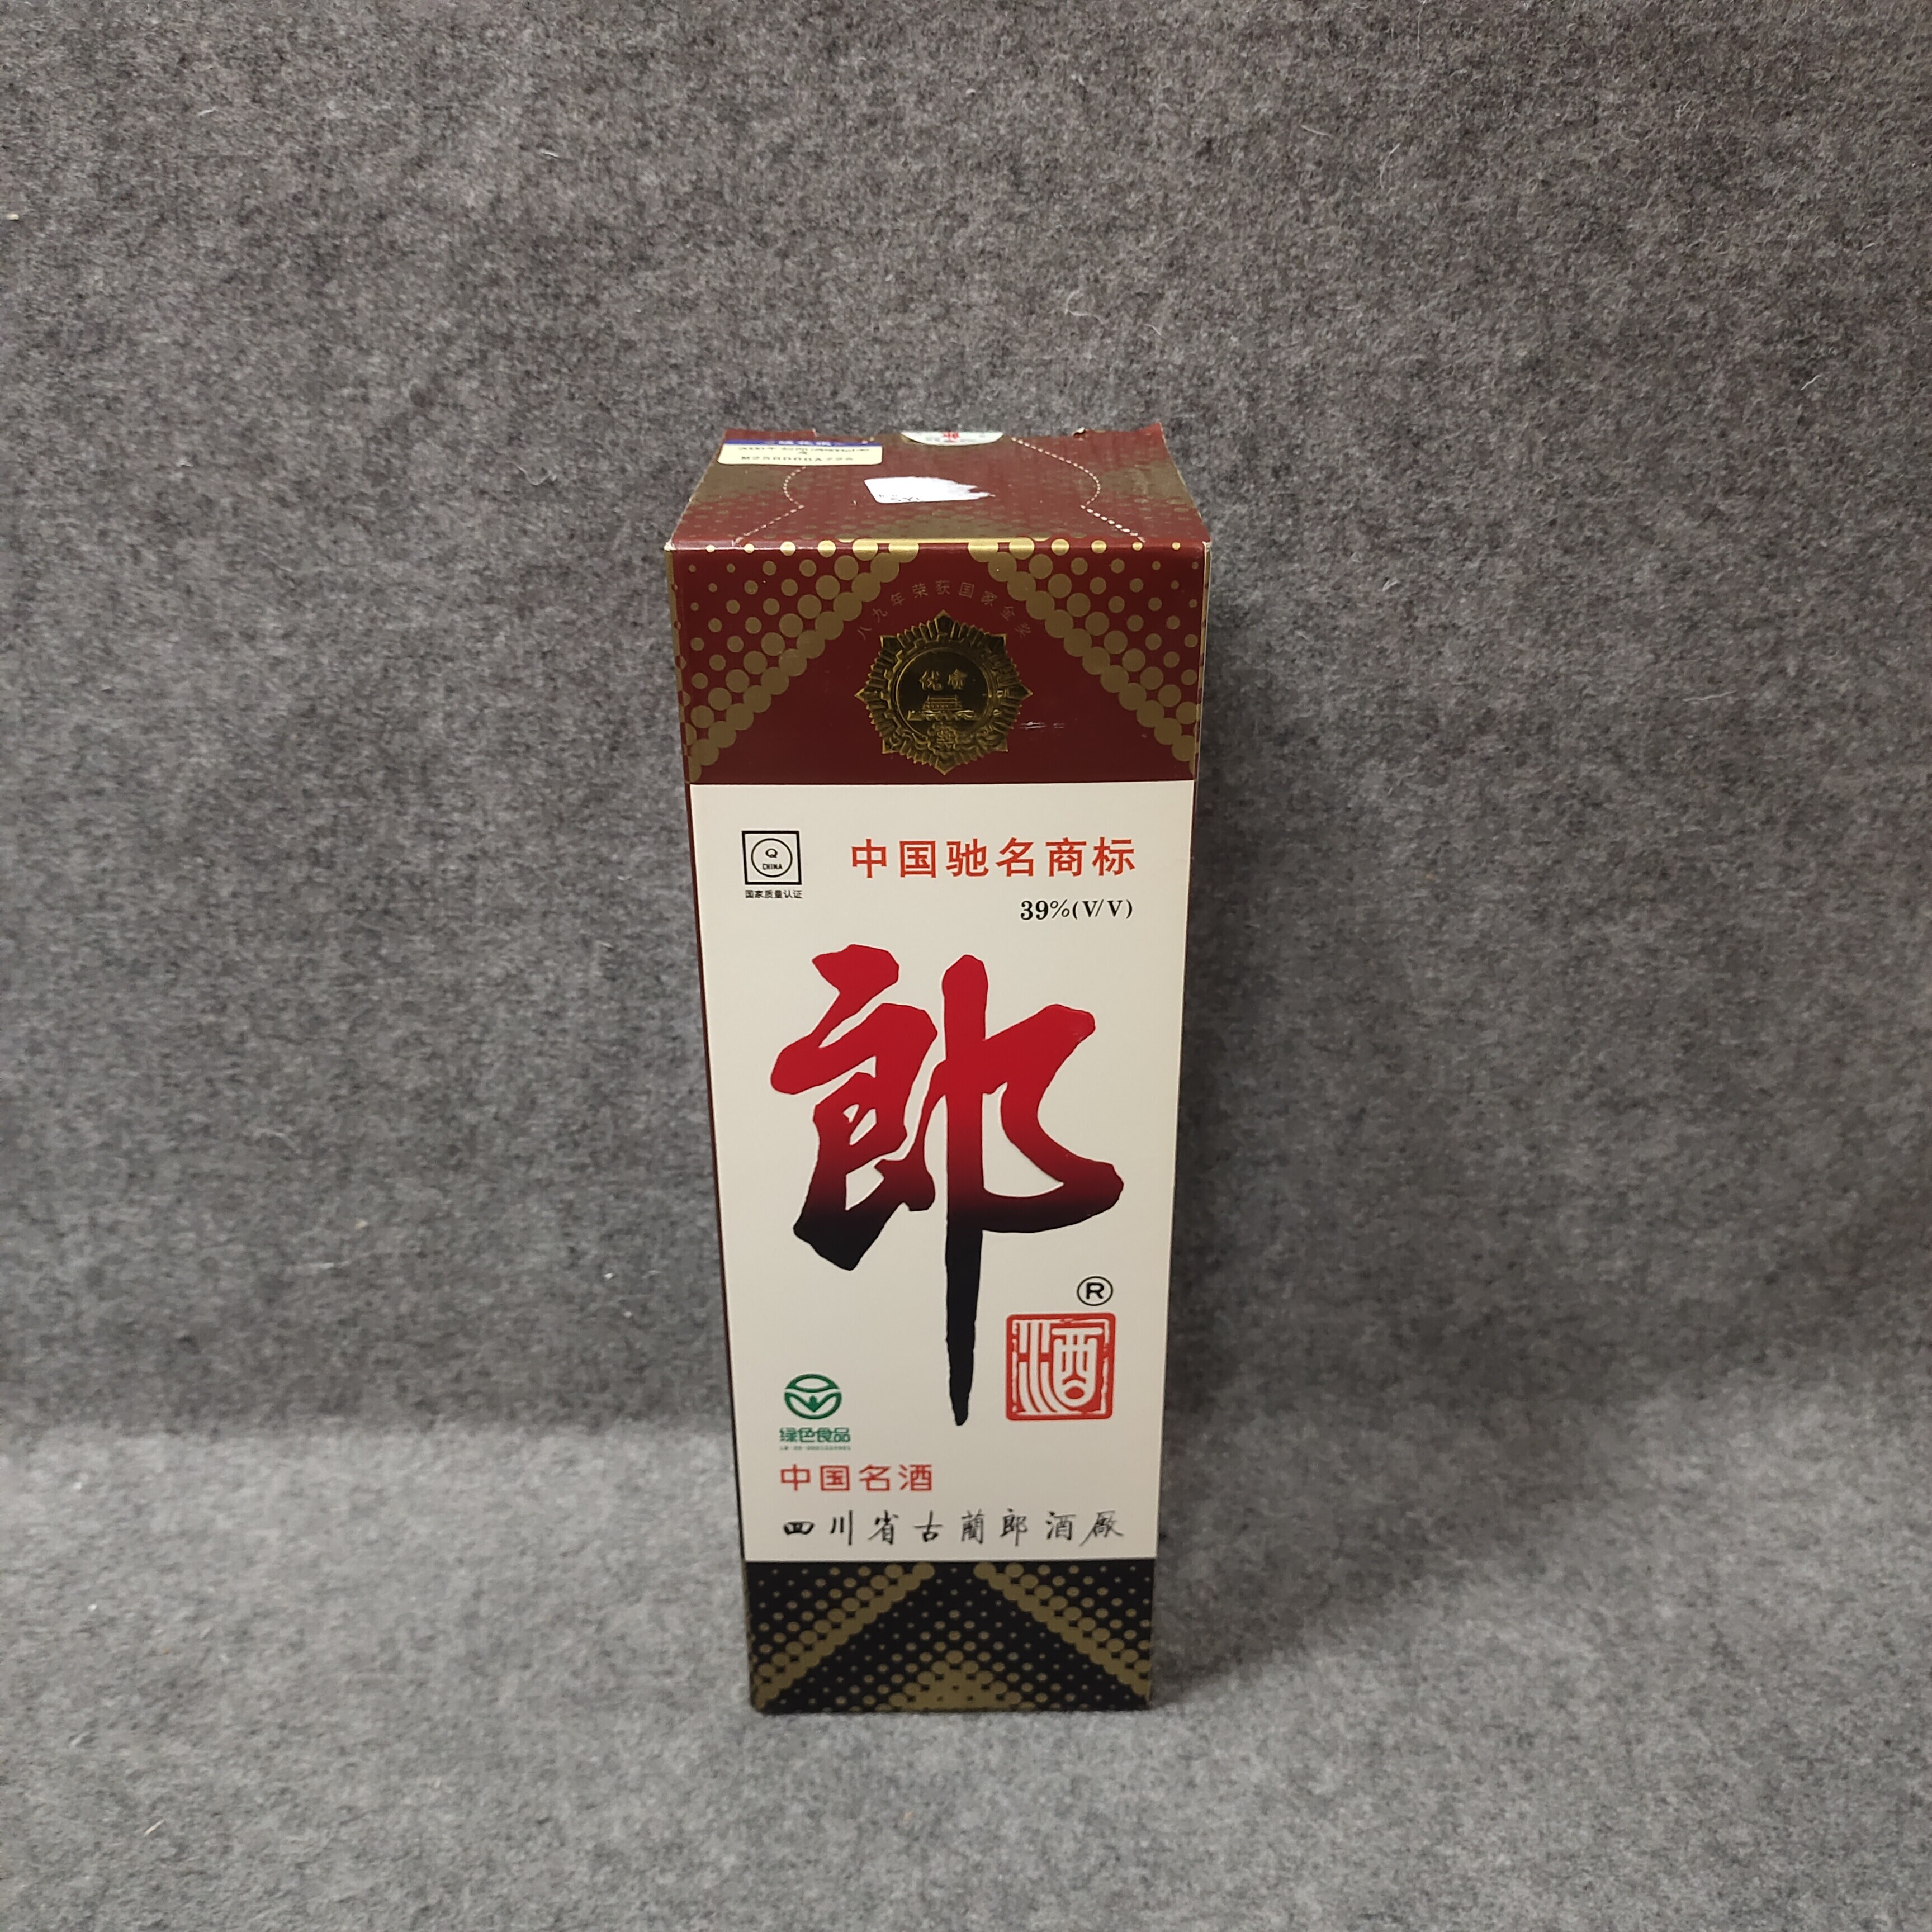 八九年荣获国家金奖
优质
Q
CHINA
国家质量认证
中国驰名商标
39%(V/V)
郎
®
酒
绿色食品
中国名酒
四川省古蔺郎酒厰